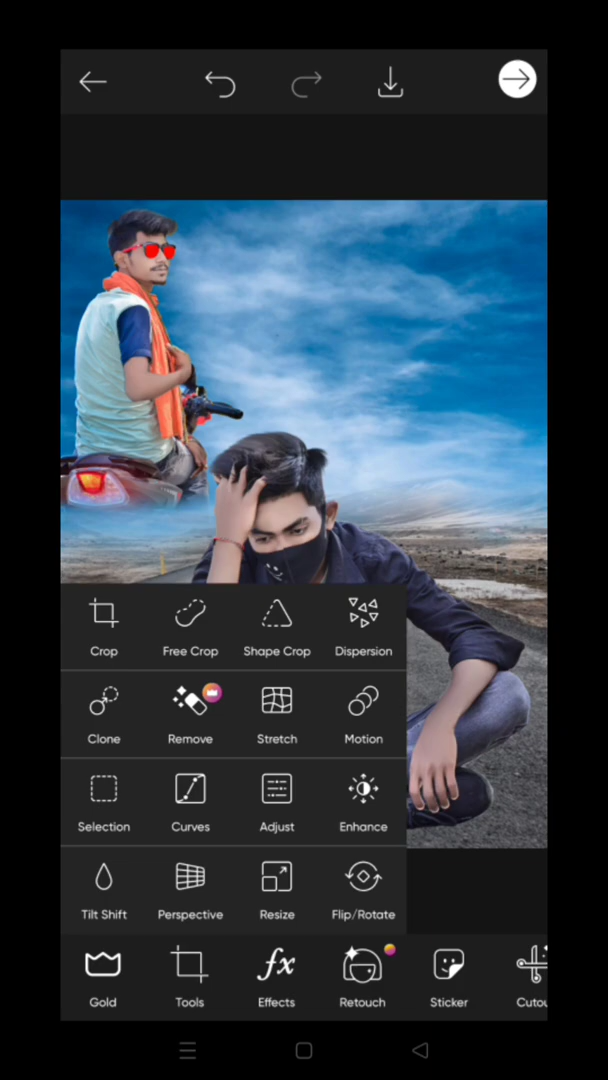 Crop Free Crop Shape Crop Dispersion
Clone Remove Stretch Motion
Selection Curves Adjust Enhance
Tilt Shift Perspective Resize Flip/Rotate
Gold Tools Effects Retouch Sticker Cutou